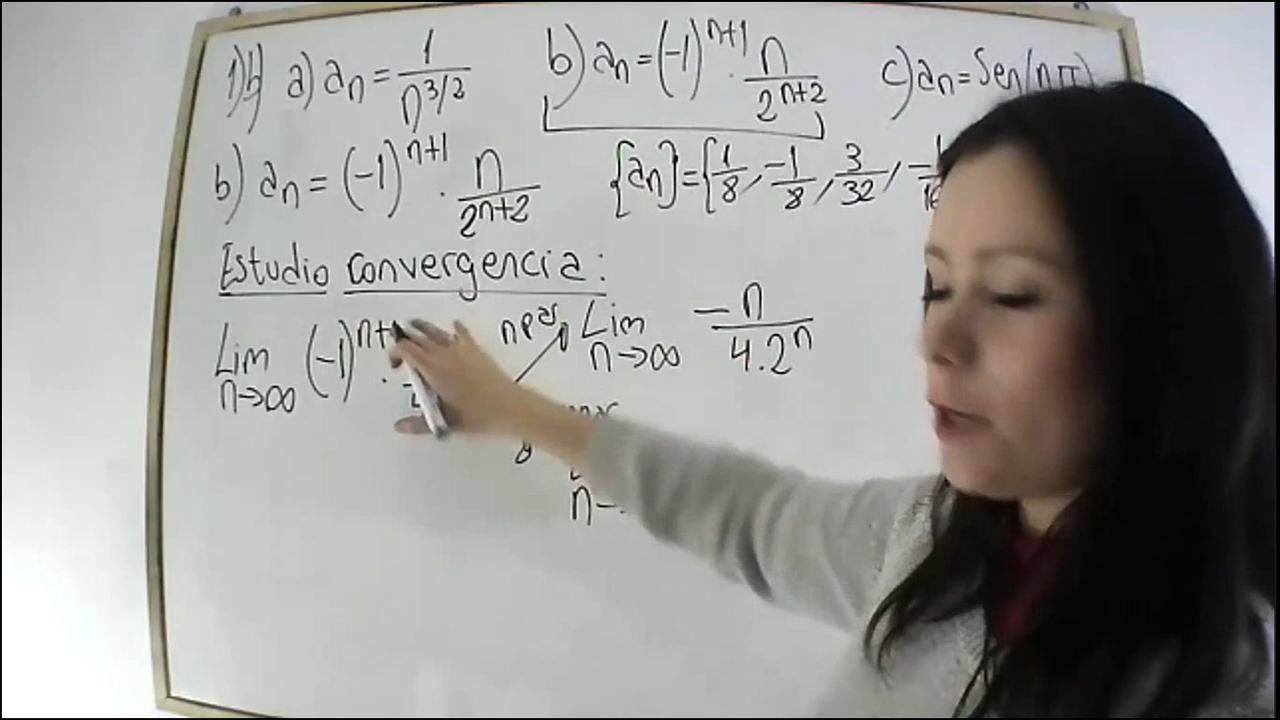 1)b) a) an = 1/n^3/2 b) an = (-1)^n+1 · n/2^n+2 c) an = Sen(nπ)
b) an = (-1)^n+1 · n/2^n+2 {an} = {1/8, -1/8, 3/32, -1/
Estudio convergencia:
Lim n→∞ (-1)^n+ · n par Lim n→∞ -n/4.2^n
n